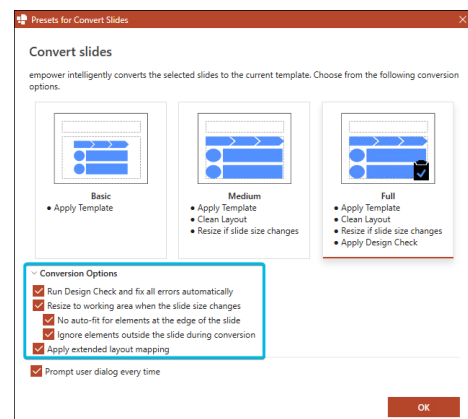 Presets for Convert Slides
Convert slides
empower intelligently converts the selected slides to the current template. Choose from the following conversion
options.
Basic
• Apply Template
Medium
• Apply Template
• Clean Layout
• Resize if slide size changes
Full
• Apply Template
• Clean Layout
• Resize if slide size changes
• Apply Design Check
Conversion Options
Run Design Check and fix all errors automatically
Resize to working area when the slide size changes
No auto-fit for elements at the edge of the slide
Ignore elements outside the slide during conversion
Apply extended layout mapping
Prompt user dialog every time
OK